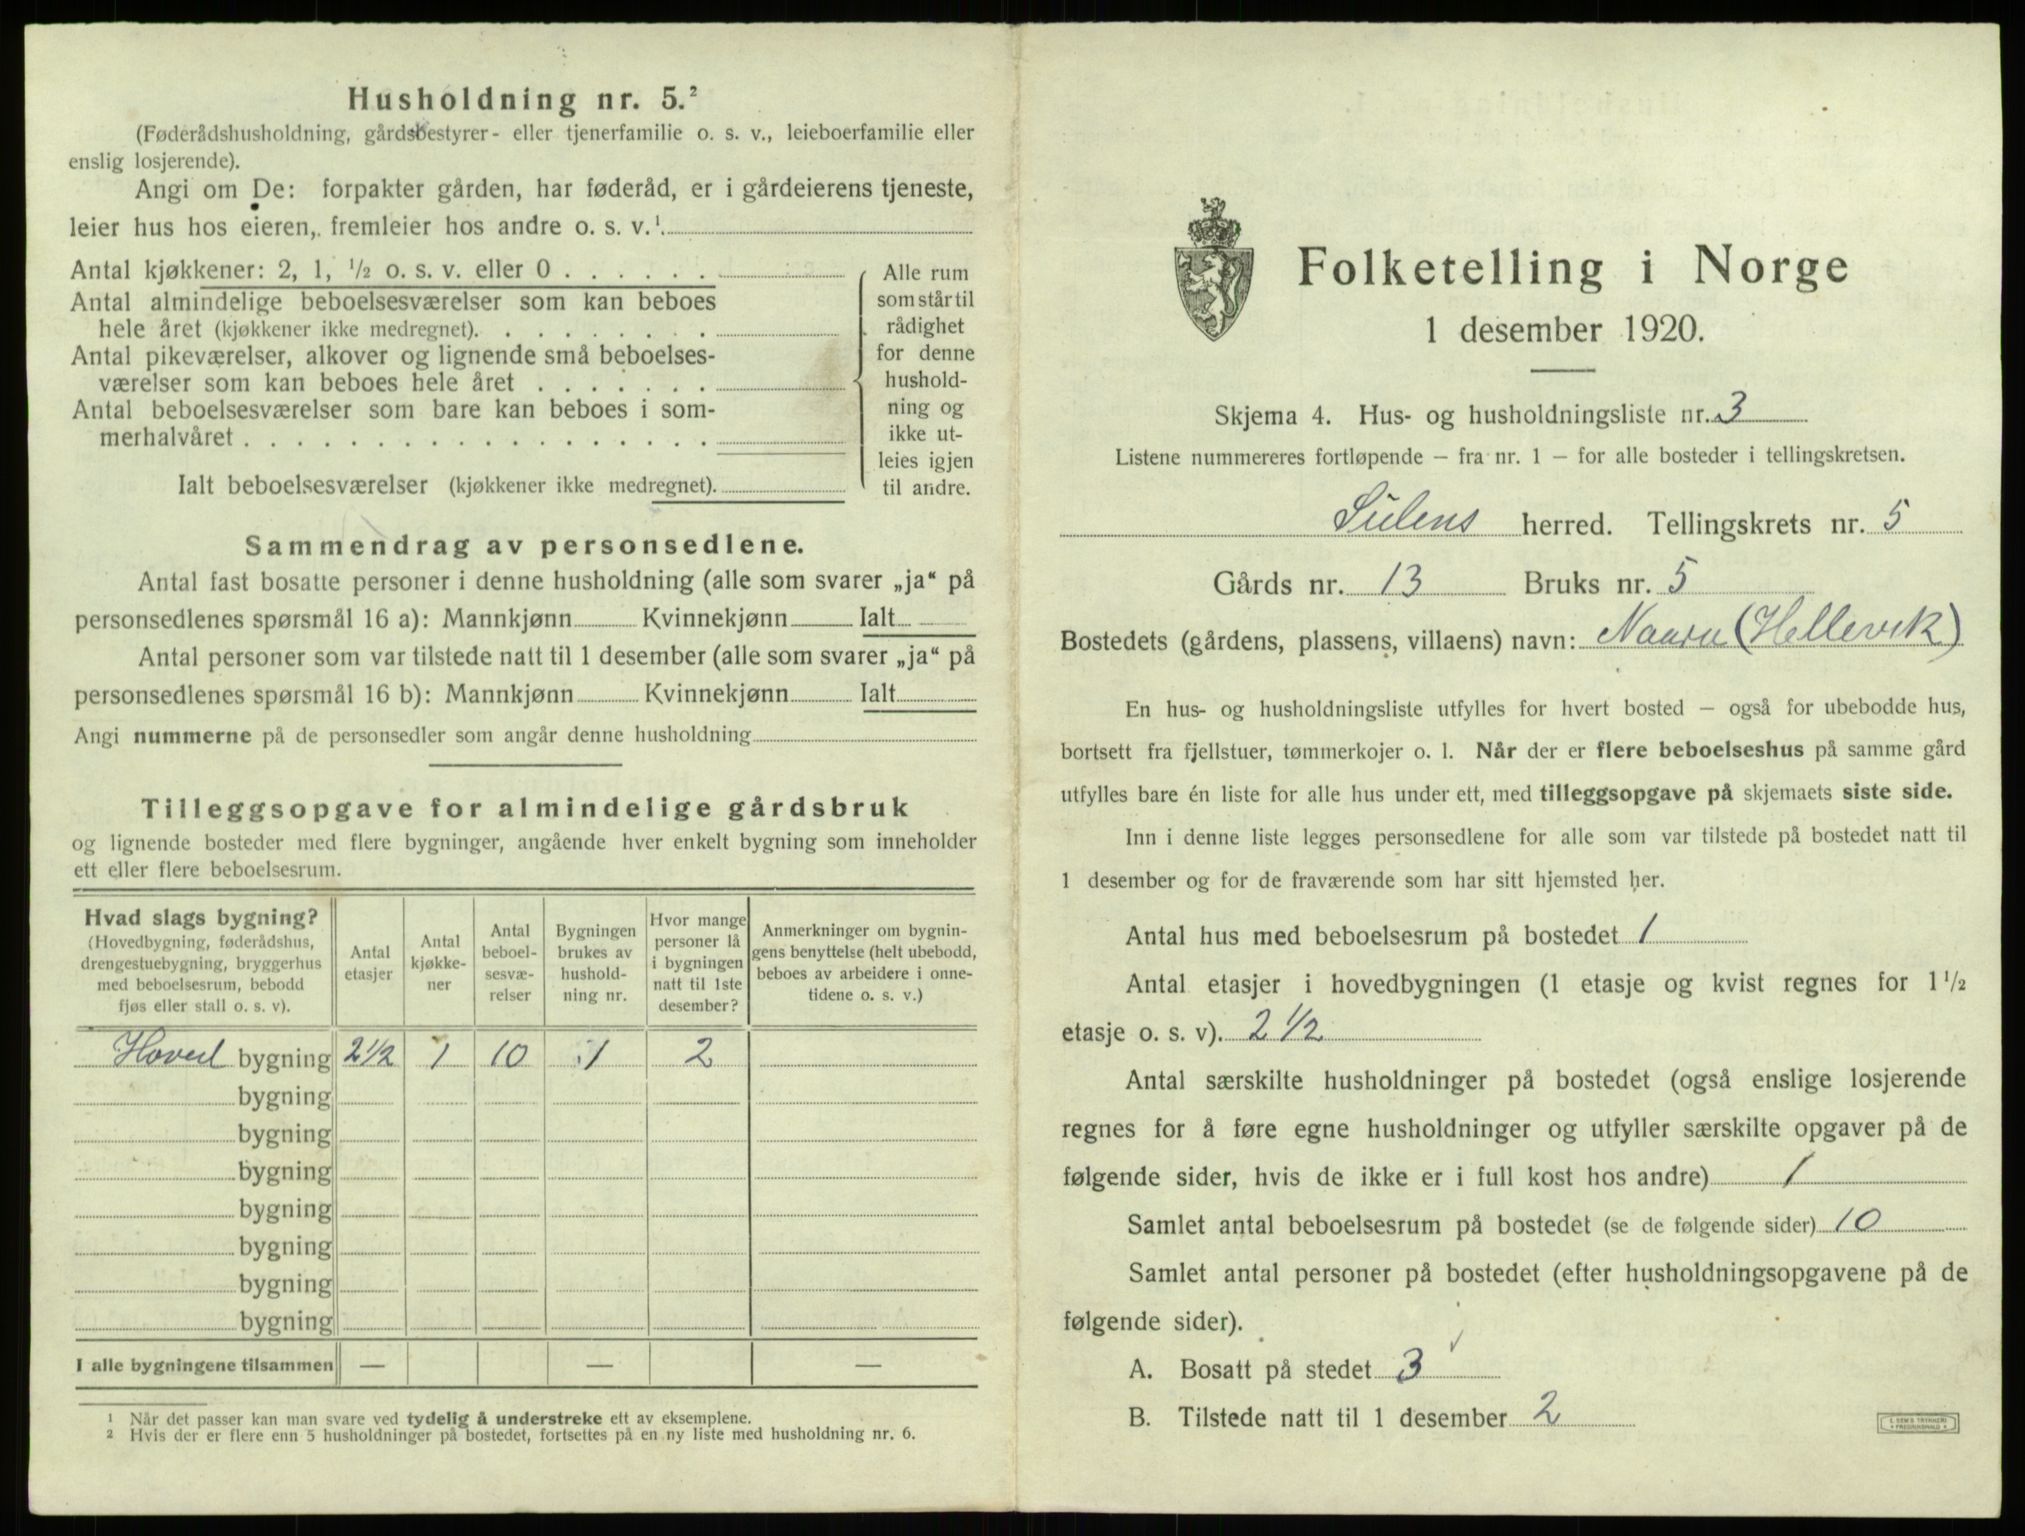 Husholdning nr. 5.²
(Føderådshusholdning, gårdsbestyrer- eller tjenerfamilie o. s. v., leieboerfamilie eller
enslig losjerende).
Angi om De: forpakter gården, har føderåd, er i gårdeierens tjeneste,
leier hus hos eieren, fremleier hos andre o. s. v.¹
Antal kjøkkener: 2, 1, ½ o. s. v. eller 0 . . . . . .
Antal almindelige beboelsesværelser som kan beboes
hele året (kjøkkener ikke medregnet). . . . . . . . .
Antal pikeværelser, alkover og lignende små beboelses-
værelser som kan beboes hele året . . . . . . .
Antal beboelsesværelser som bare kan beboes i som-
merhalvåret . . . . . . . . . . . . . . . . . .
Ialt beboelsesværelser (kjøkkener ikke medregnet).
Alle rum
som står til
rådighet
for denne
hushold-
ning og
ikke ut-
leies igjen
til andre.
Sammendrag av personsedlene.
Antal fast bosatte personer i denne husholdning (alle som svarer „ja“ på
personsedlenes spørsmål 16 a): Mannkjønn Kvinnekjønn Ialt
Antal personer som var tilstede natt til 1 desember (alle som svarer „ja“ på
personsedlenes spørsmål 16 b): Mannkjønn Kvinnekjønn Ialt
Angi nummerne på de personsedler som angår denne husholdning
Tilleggsopgave for almindelige gårdsbruk
og lignende bosteder med flere bygninger, angående hver enkelt bygning som inneholder
ett eller flere beboelsesrum.
Hvad slags bygning?
(Hovedbygning, føderådshus,
drengestuebygning, bryggerhus
med beboelsesrum, bebodd
fjøs eller stall o. s. v).
Antal
etasjer
Antal
kjøkke-
ner
Antal
beboel-
sesvæ-
relser
Bygningen
brukes av
hushold-
ning nr.
Hvor mange
personer lå
i bygningen
natt til 1ste
desember?
Anmerkninger om bygnin-
gens benyttelse (helt ubebodd,
beboes av arbeidere i onne-
tidene o. s. v.)
Hoved bygning 2½ 1 10 1 2
bygning
bygning
bygning
bygning
bygning
bygning
bygning
I alle bygningene tilsammen — — —
¹ Når det passer kan man svare ved tydelig å understreke ett av eksemplene.
² Hvis der er flere enn 5 husholdninger på bostedet, fortsettes på en ny liste med husholdning nr. 6.
Folketelling i Norge
1 desember 1920.
Skjema 4. Hus- og husholdningsliste nr. 3
Listene nummereres fortløpende – fra nr. 1 – for alle bosteder i tellingskretsen.
Sulens herred. Tellingskrets nr. 5
Gårds nr. 13 Bruks nr. 5
Bostedets (gårdens, plassens, villaens) navn: (Hellevik)
En hus- og husholdningsliste utfylles for hvert bosted – også for ubebodde hus,
bortsett fra fjellstuer, tømmerkojer o. l. Når der er flere beboelseshus på samme gård
utfylles bare én liste for alle hus under ett, med tilleggsopgave på skjemaets siste side.
Inn i denne liste legges personsedlene for alle som var tilstede på bostedet natt til
1 desember og for de fraværende som har sitt hjemsted her.
Antal hus med beboelsesrum på bostedet 1
Antal etasjer i hovedbygningen (1 etasje og kvist regnes for 1½
etasje o. s. v). 2 ½
Antal særskilte husholdninger på bostedet (også enslige losjerende
regnes for å føre egne husholdninger og utfyller særskilte opgaver på de
følgende sider, hvis de ikke er i full kost hos andre) 1
Samlet antal beboelsesrum på bostedet (se de følgende sider) 10
Samlet antal personer på bostedet (efter husholdningsopgavene på de
følgende sider).
A. Bosatt på stedet 3
B. Tilstede natt til 1 desember 2